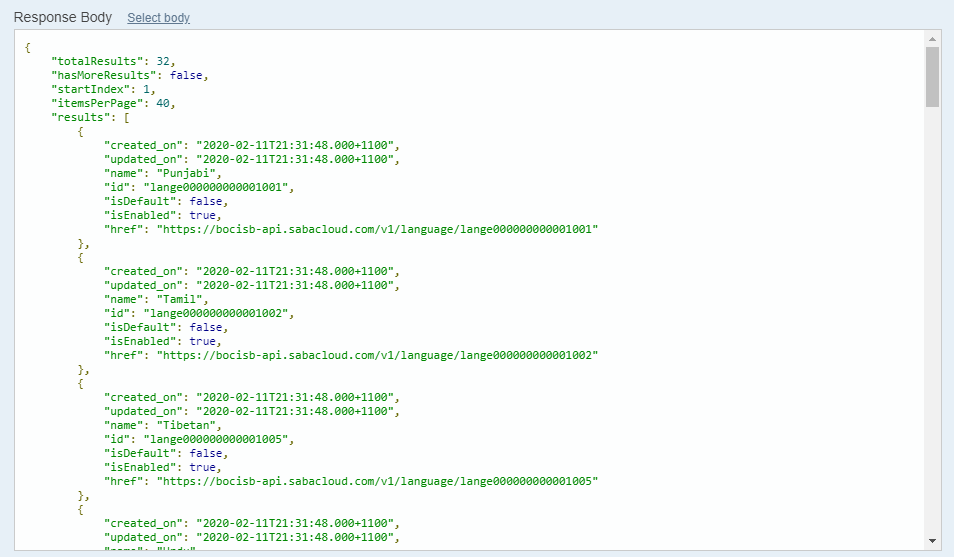 Response Body Select body
{
    "totalResults": 32,
    "hasMoreResults": false,
    "startIndex": 1,
    "itemsPerPage": 40,
    "results": [
        {
            "created_on": "2020-02-11T21:31:48.000+1100",
            "updated_on": "2020-02-11T21:31:48.000+1100",
            "name": "Punjabi",
            "id": "lange000000000001001",
            "isDefault": false,
            "isEnabled": true,
            "href": "https://bocisb-api.sabacloud.com/v1/language/lange000000000001001"
        },
        {
            "created_on": "2020-02-11T21:31:48.000+1100",
            "updated_on": "2020-02-11T21:31:48.000+1100",
            "name": "Tamil",
            "id": "lange000000000001002",
            "isDefault": false,
            "isEnabled": true,
            "href": "https://bocisb-api.sabacloud.com/v1/language/lange000000000001002"
        },
        {
            "created_on": "2020-02-11T21:31:48.000+1100",
            "updated_on": "2020-02-11T21:31:48.000+1100",
            "name": "Tibetan",
            "id": "lange000000000001005",
            "isDefault": false,
            "isEnabled": true,
            "href": "https://bocisb-api.sabacloud.com/v1/language/lange000000000001005"
        },
        {
            "created_on": "2020-02-11T21:31:48.000+1100",
            "updated_on": "2020-02-11T21:31:48.000+1100",